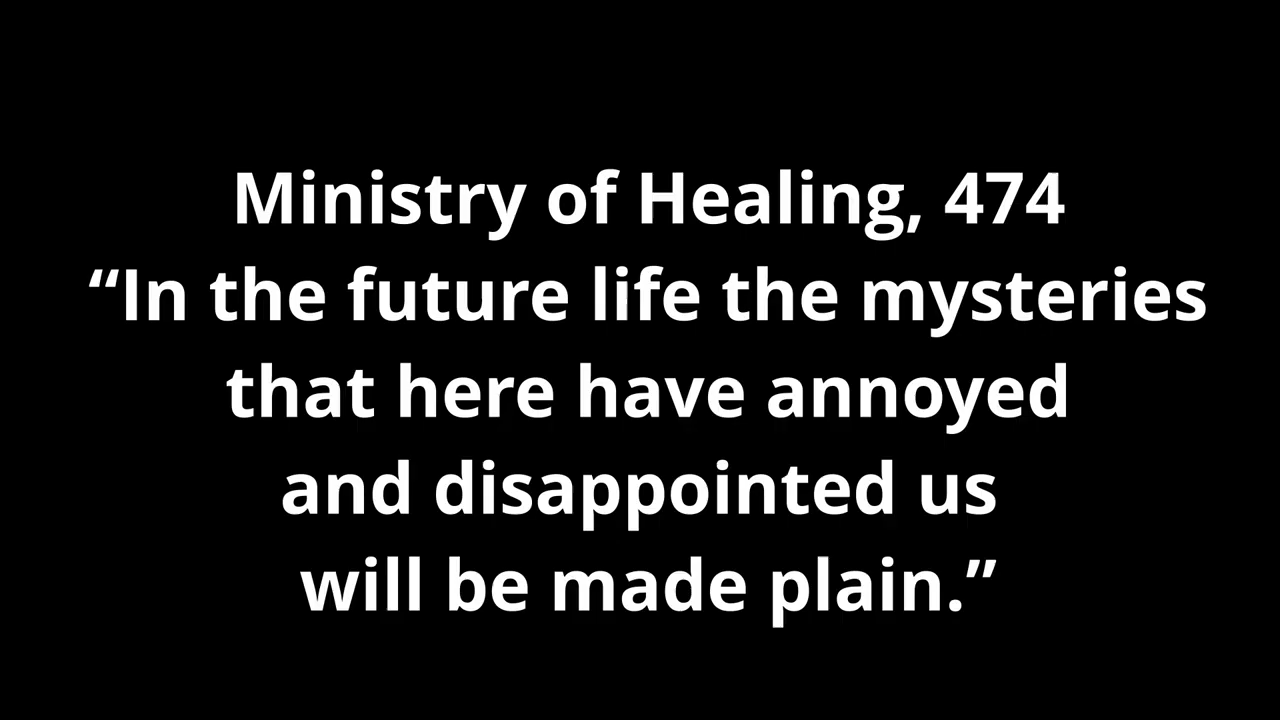 Ministry of Healing, 474
“In the future life the mysteries
that here have annoyed
and disappointed us
will be made plain.”